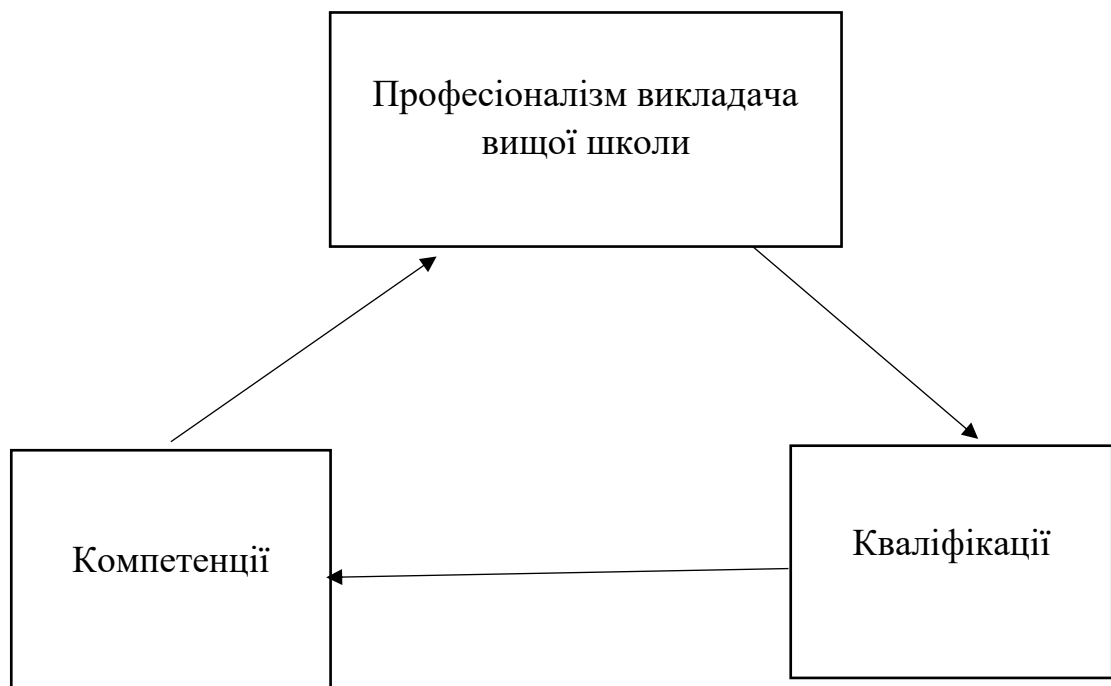 Професіоналізм викладача
вищої школи
Компетенції
Кваліфікації